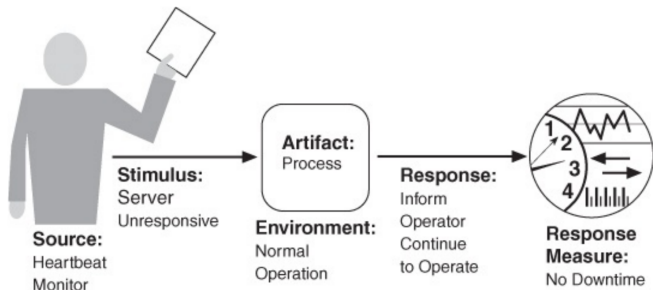 Source:
Heartbeat
Monitor
Stimulus:
Server
Unresponsive
Artifact:
Process
Environment:
Normal
Operation
Response:
Inform
Operator
Continue
to Operate
1
2
3
4
Response
Measure:
No Downtime